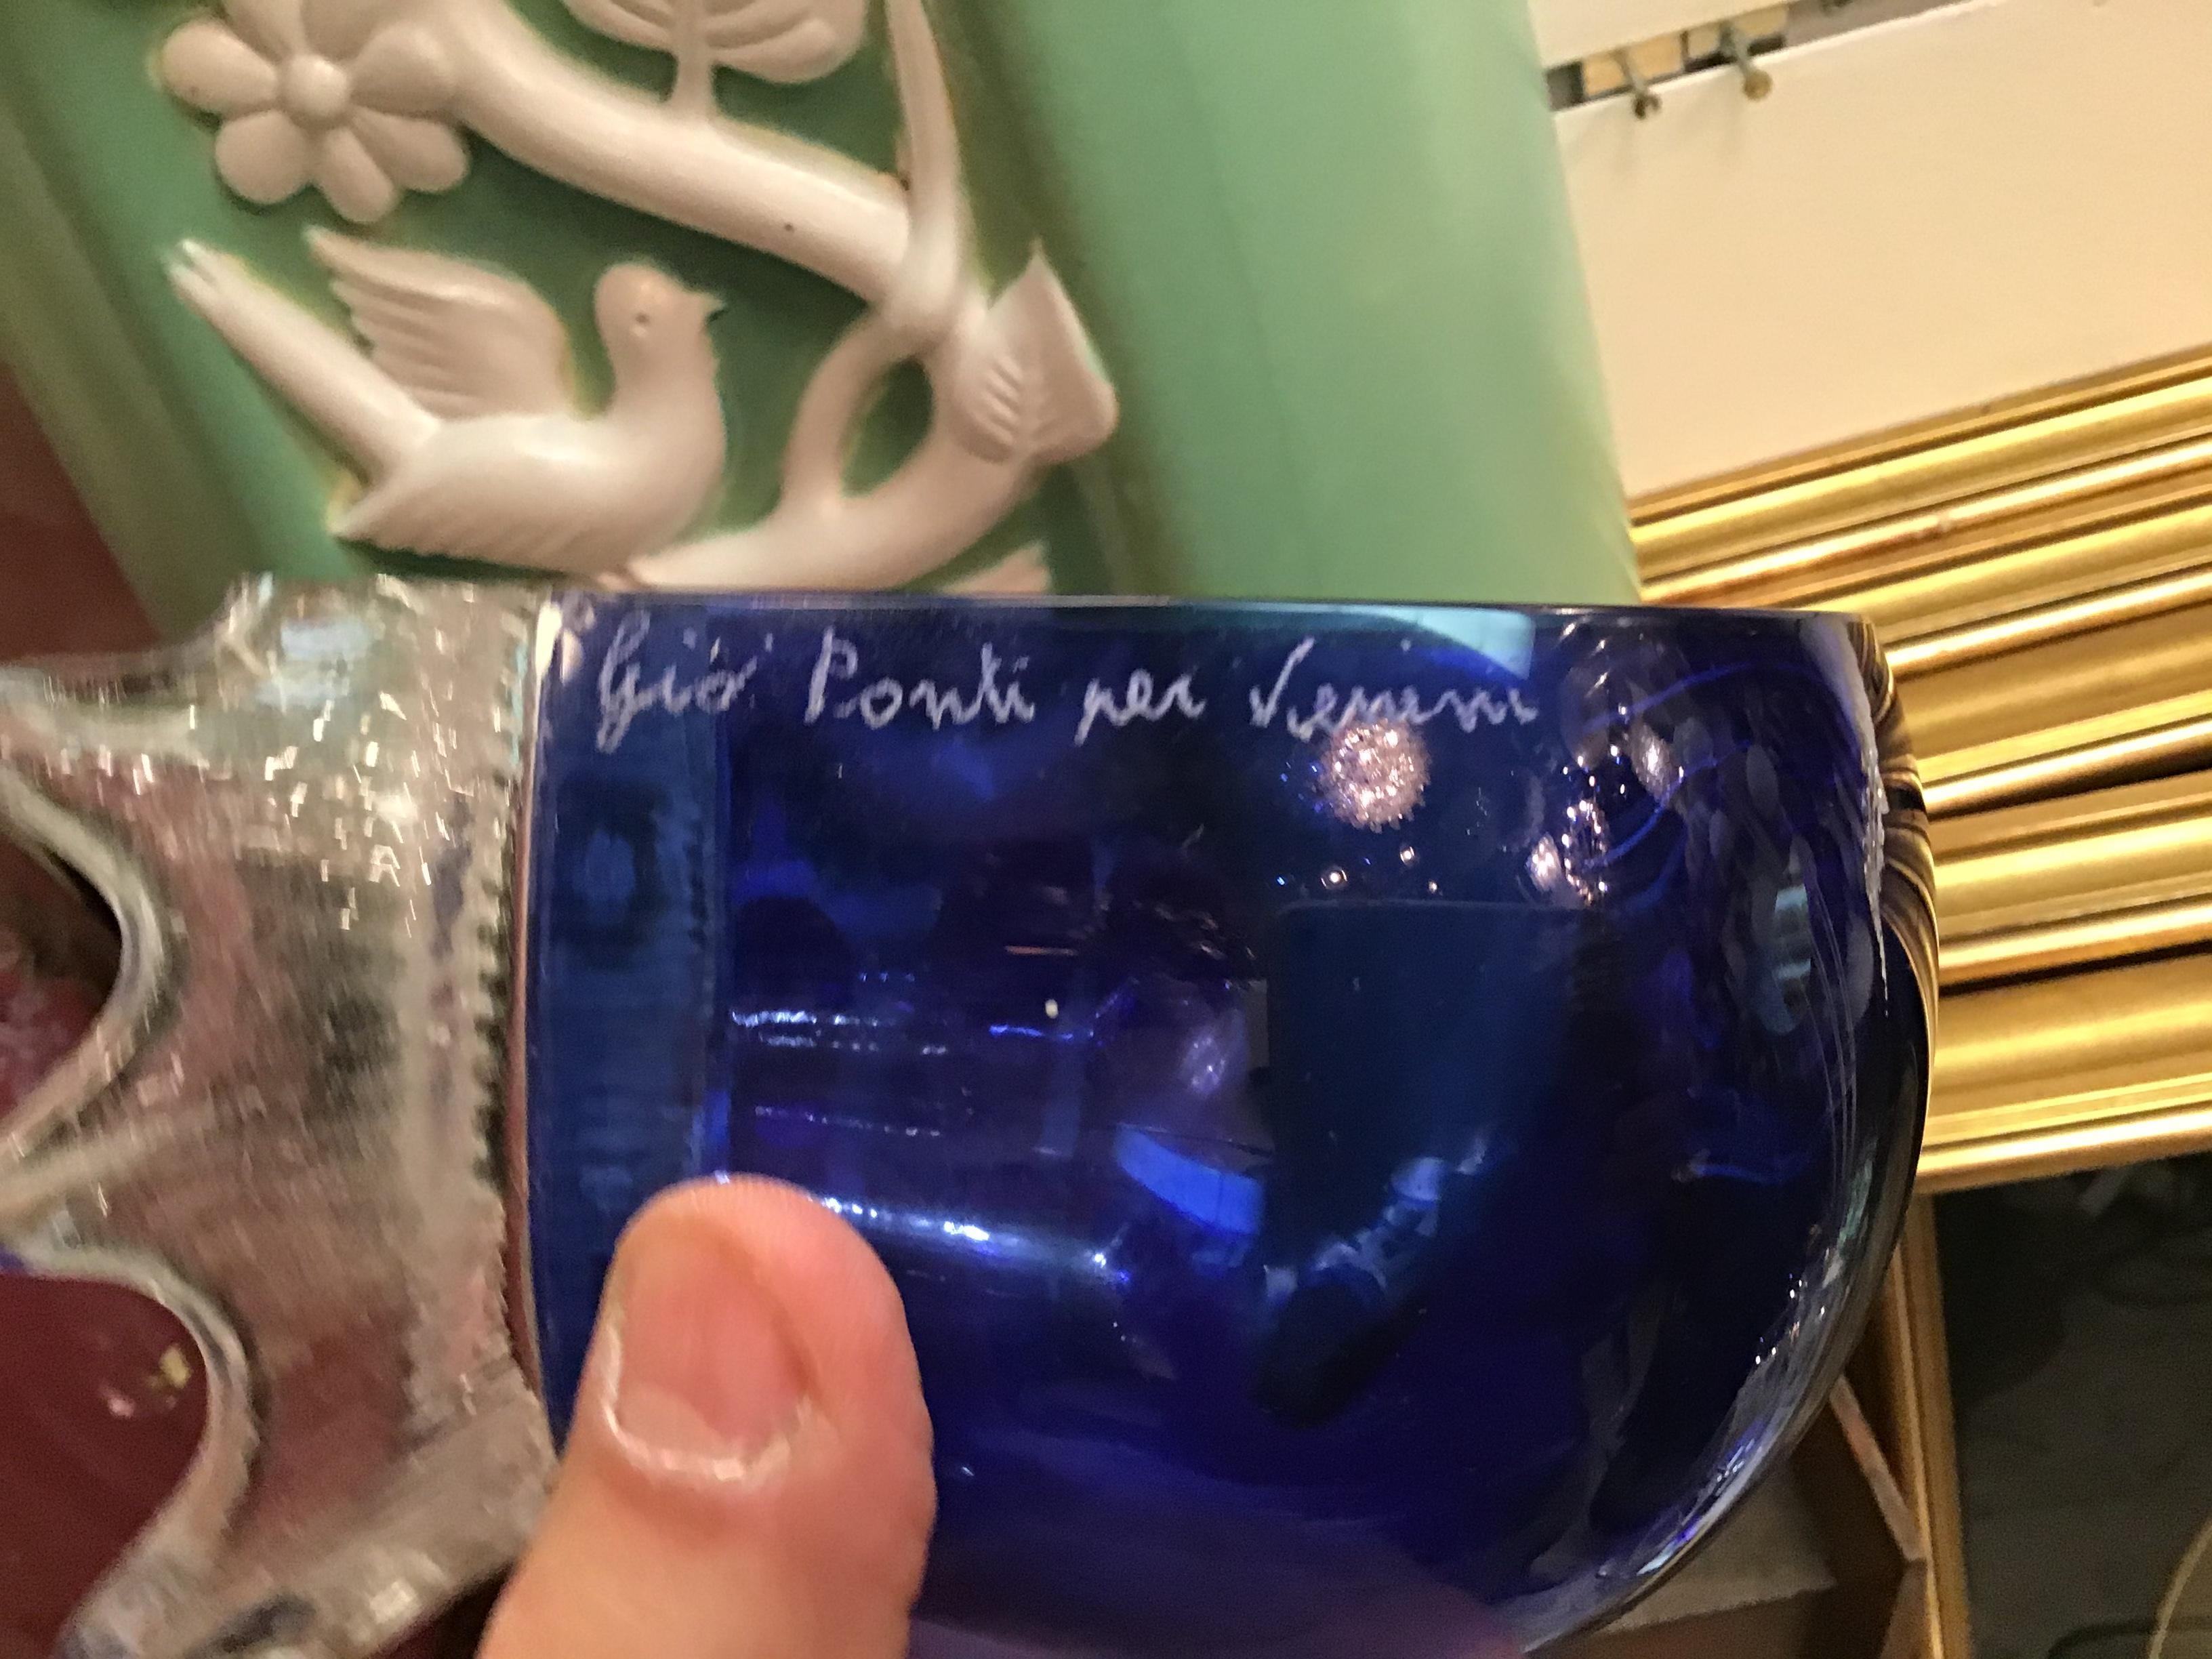 Giò Ponti per Venini